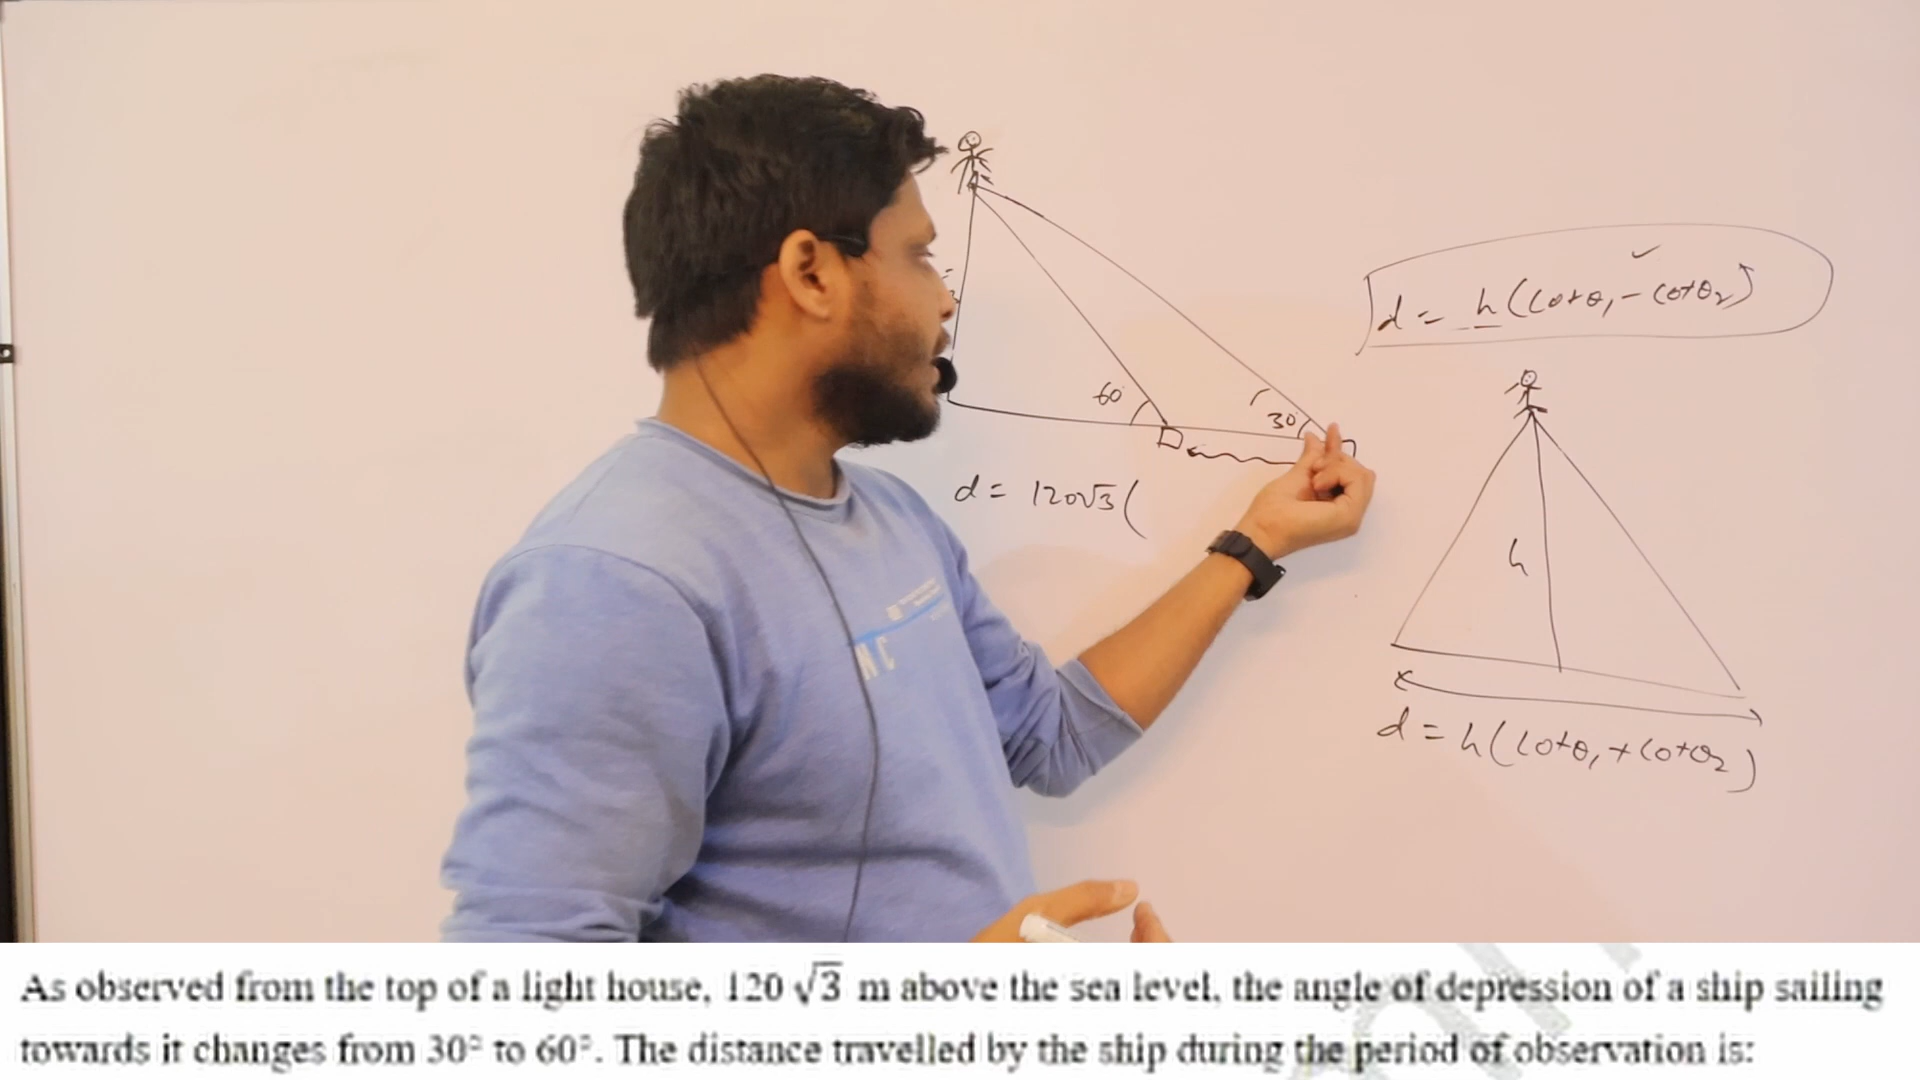 d = h(cotθ₁ - cotθ₂)
60
30°
d = 120√3(
h
N C
d = h(cotθ₁ + cotθ₂)
As observed from the top of a light house, 120 √3 m above the sea level, the angle of depression of a ship sailing
towards it changes from 30° to 60°. The distance travelled by the ship during the period of observation is: